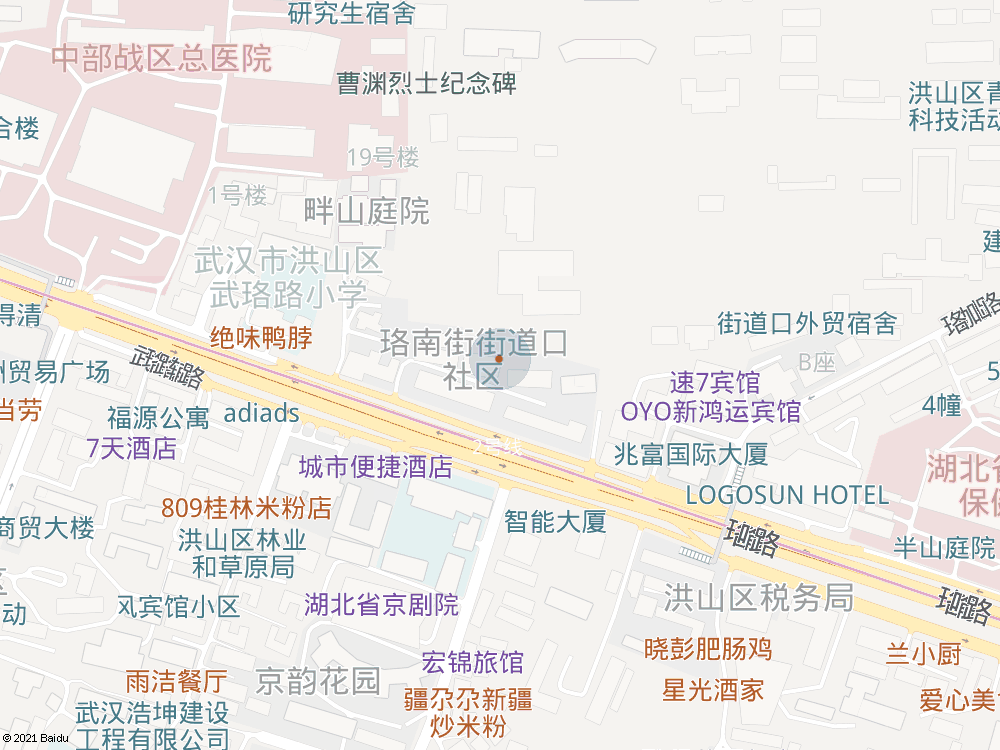 研究生宿舍
中部战区总医院
曹渊烈士纪念碑
洪山区青
科技活动
合楼
19号楼
1号楼
畔山庭院
建
武汉市洪山区
武珞路小学
得清
绝味鸭脖
珞南街街道口
社区
街道口外贸宿舍
B座
武珞路
贸易广场
速7宾馆
OYO新鸿运宾馆
5
4幢
当劳
福源公寓
adiads
7天酒店
2号线
城市便捷酒店
兆富国际大厦
湖北省
保健
LOGOSUN HOTEL
809桂林米粉店
智能大厦
商贸大楼
洪山区林业
和草原局
珞喻路
半山庭院
区
动
宾馆小区
湖北省京剧院
洪山区税务局
珞喻路
晓彭肥肠鸡
兰小厨
宏锦旅馆
雨洁餐厅
京韵花园
疆尕尕新疆
炒米粉
星光酒家
爱心美
武汉浩坤建设
工程有限公司
© 2021 Baidu